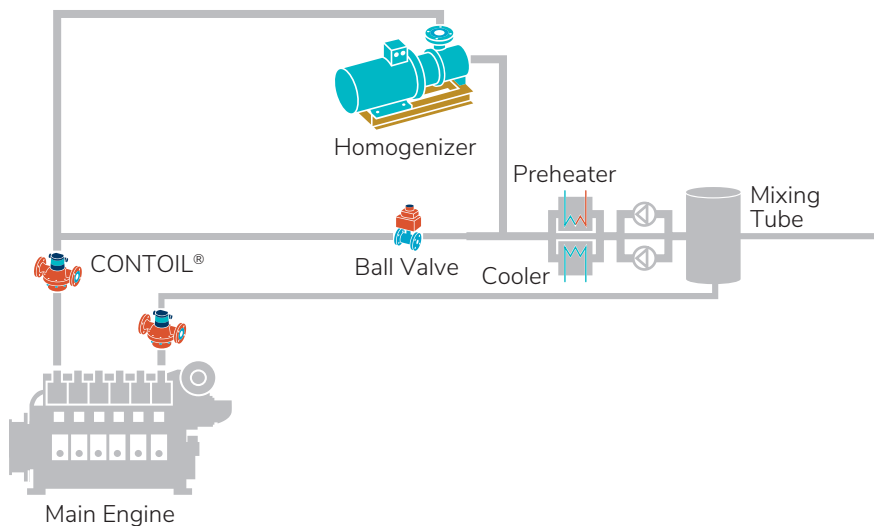 Homogenizer
Preheater
Mixing
Tube
CONTOIL®
Ball Valve
Cooler
Main Engine